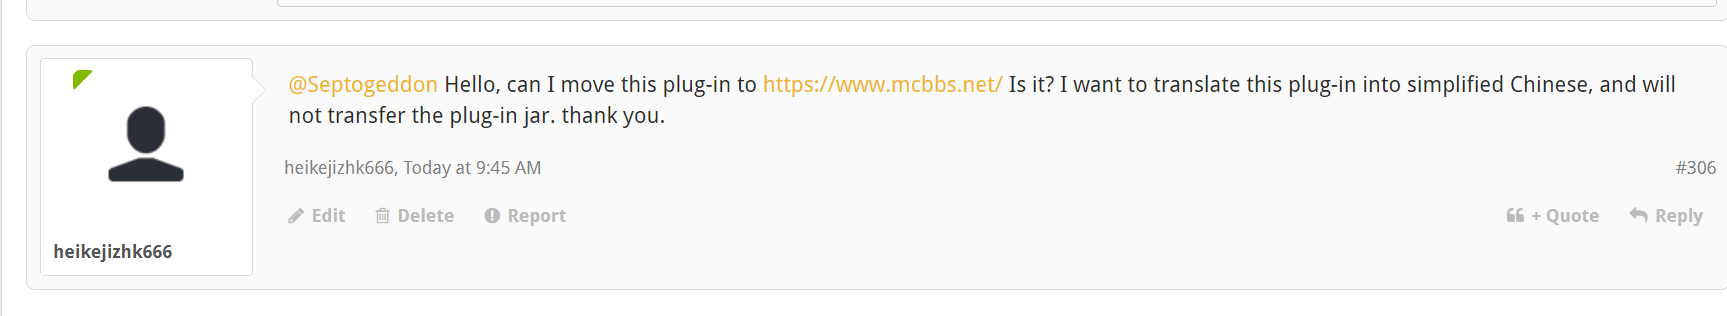 @Septogeddon Hello, can I move this plug-in to https://www.mcbbs.net/ Is it? I want to translate this plug-in into simplified Chinese, and will
not transfer the plug-in jar. thank you.
heikejizhk666, Today at 9:45 AM #306
Edit Delete Report + Quote Reply
heikejizhk666